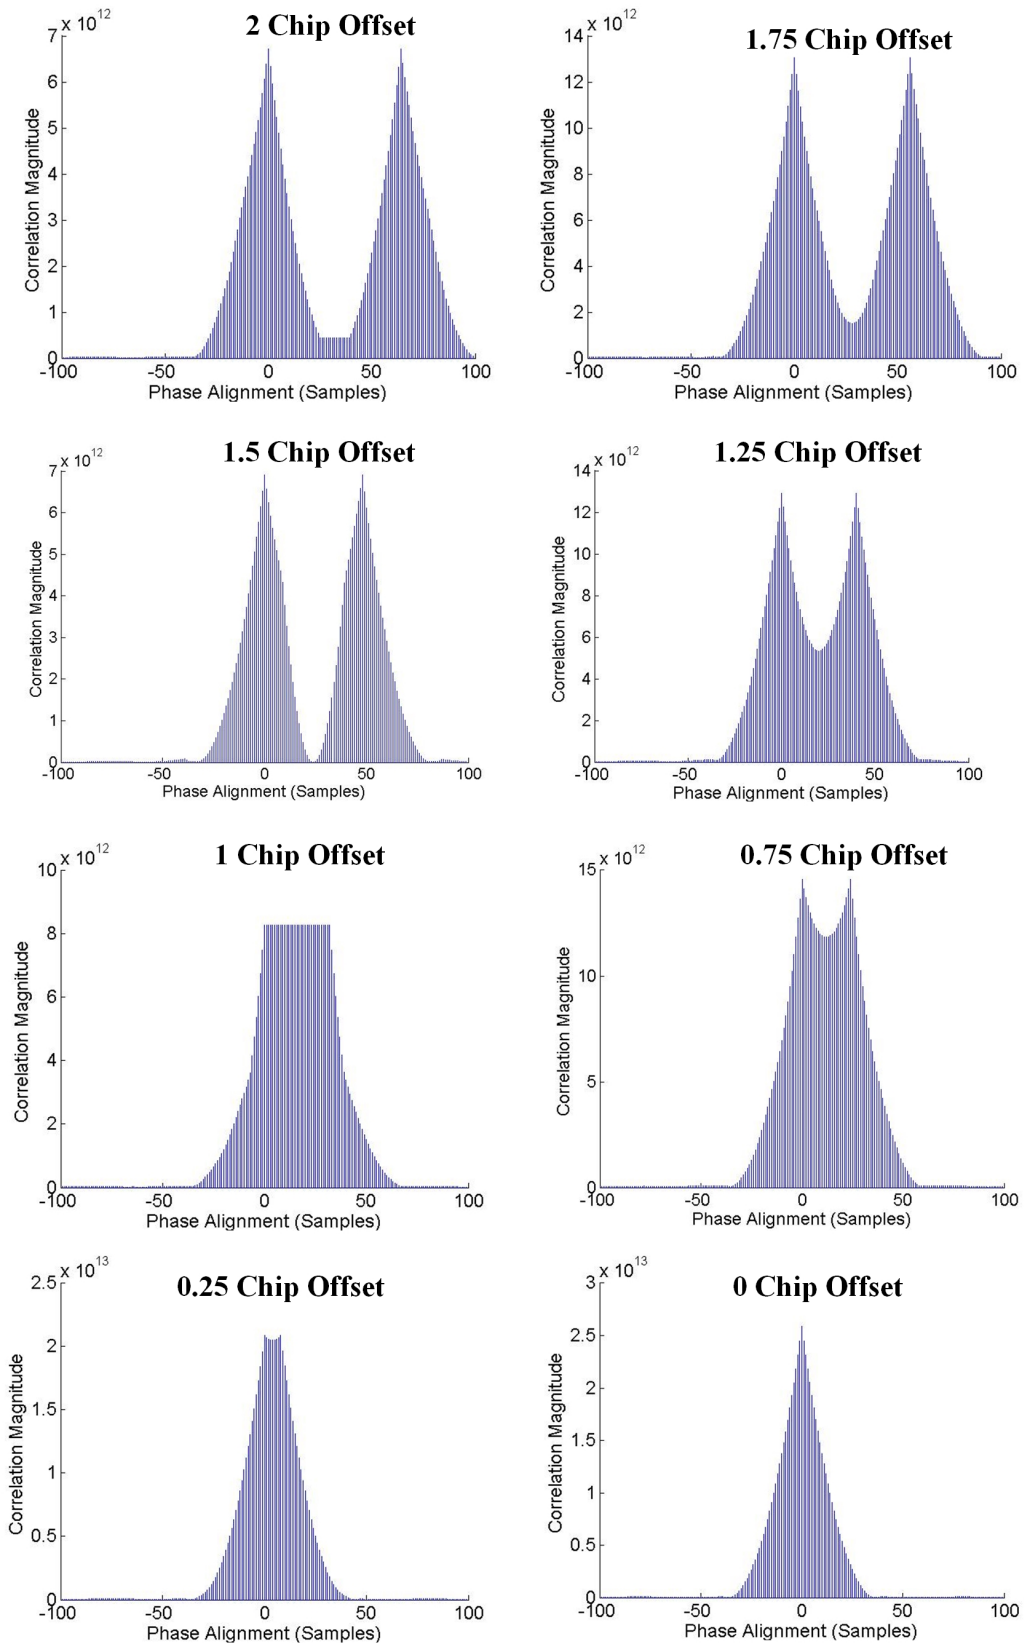 2 Chip Offset
x 10^12
7
6
5
4
3
2
1
0
Correlation Magnitude
-100 -50 0 50 100
Phase Alignment (Samples)
1.75 Chip Offset
x 10^12
14
12
10
8
6
4
2
0
Correlation Magnitude
-100 -50 0 50 100
Phase Alignment (Samples)
1.5 Chip Offset
x 10^12
7
6
5
4
3
2
1
0
Correlation Magnitude
-100 -50 0 50 100
Phase Alignment (Samples)
1.25 Chip Offset
x 10^12
14
12
10
8
6
4
2
0
Correlation Magnitude
-100 -50 0 50 100
Phase Alignment (Samples)
1 Chip Offset
x 10^12
10
8
6
4
2
0
Correlation Magnitude
-100 -50 0 50 100
Phase Alignment (Samples)
0.75 Chip Offset
x 10^12
15
10
5
0
Correlation Magnitude
-100 -50 0 50 100
Phase Alignment (Samples)
0.25 Chip Offset
x 10^13
2.5
2
1.5
1
0.5
0
Correlation Magnitude
-100 -50 0 50 100
Phase Alignment (Samples)
0 Chip Offset
x 10^13
3
2.5
2
1.5
1
0.5
0
Correlation Magnitude
-100 -50 0 50 100
Phase Alignment (Samples)